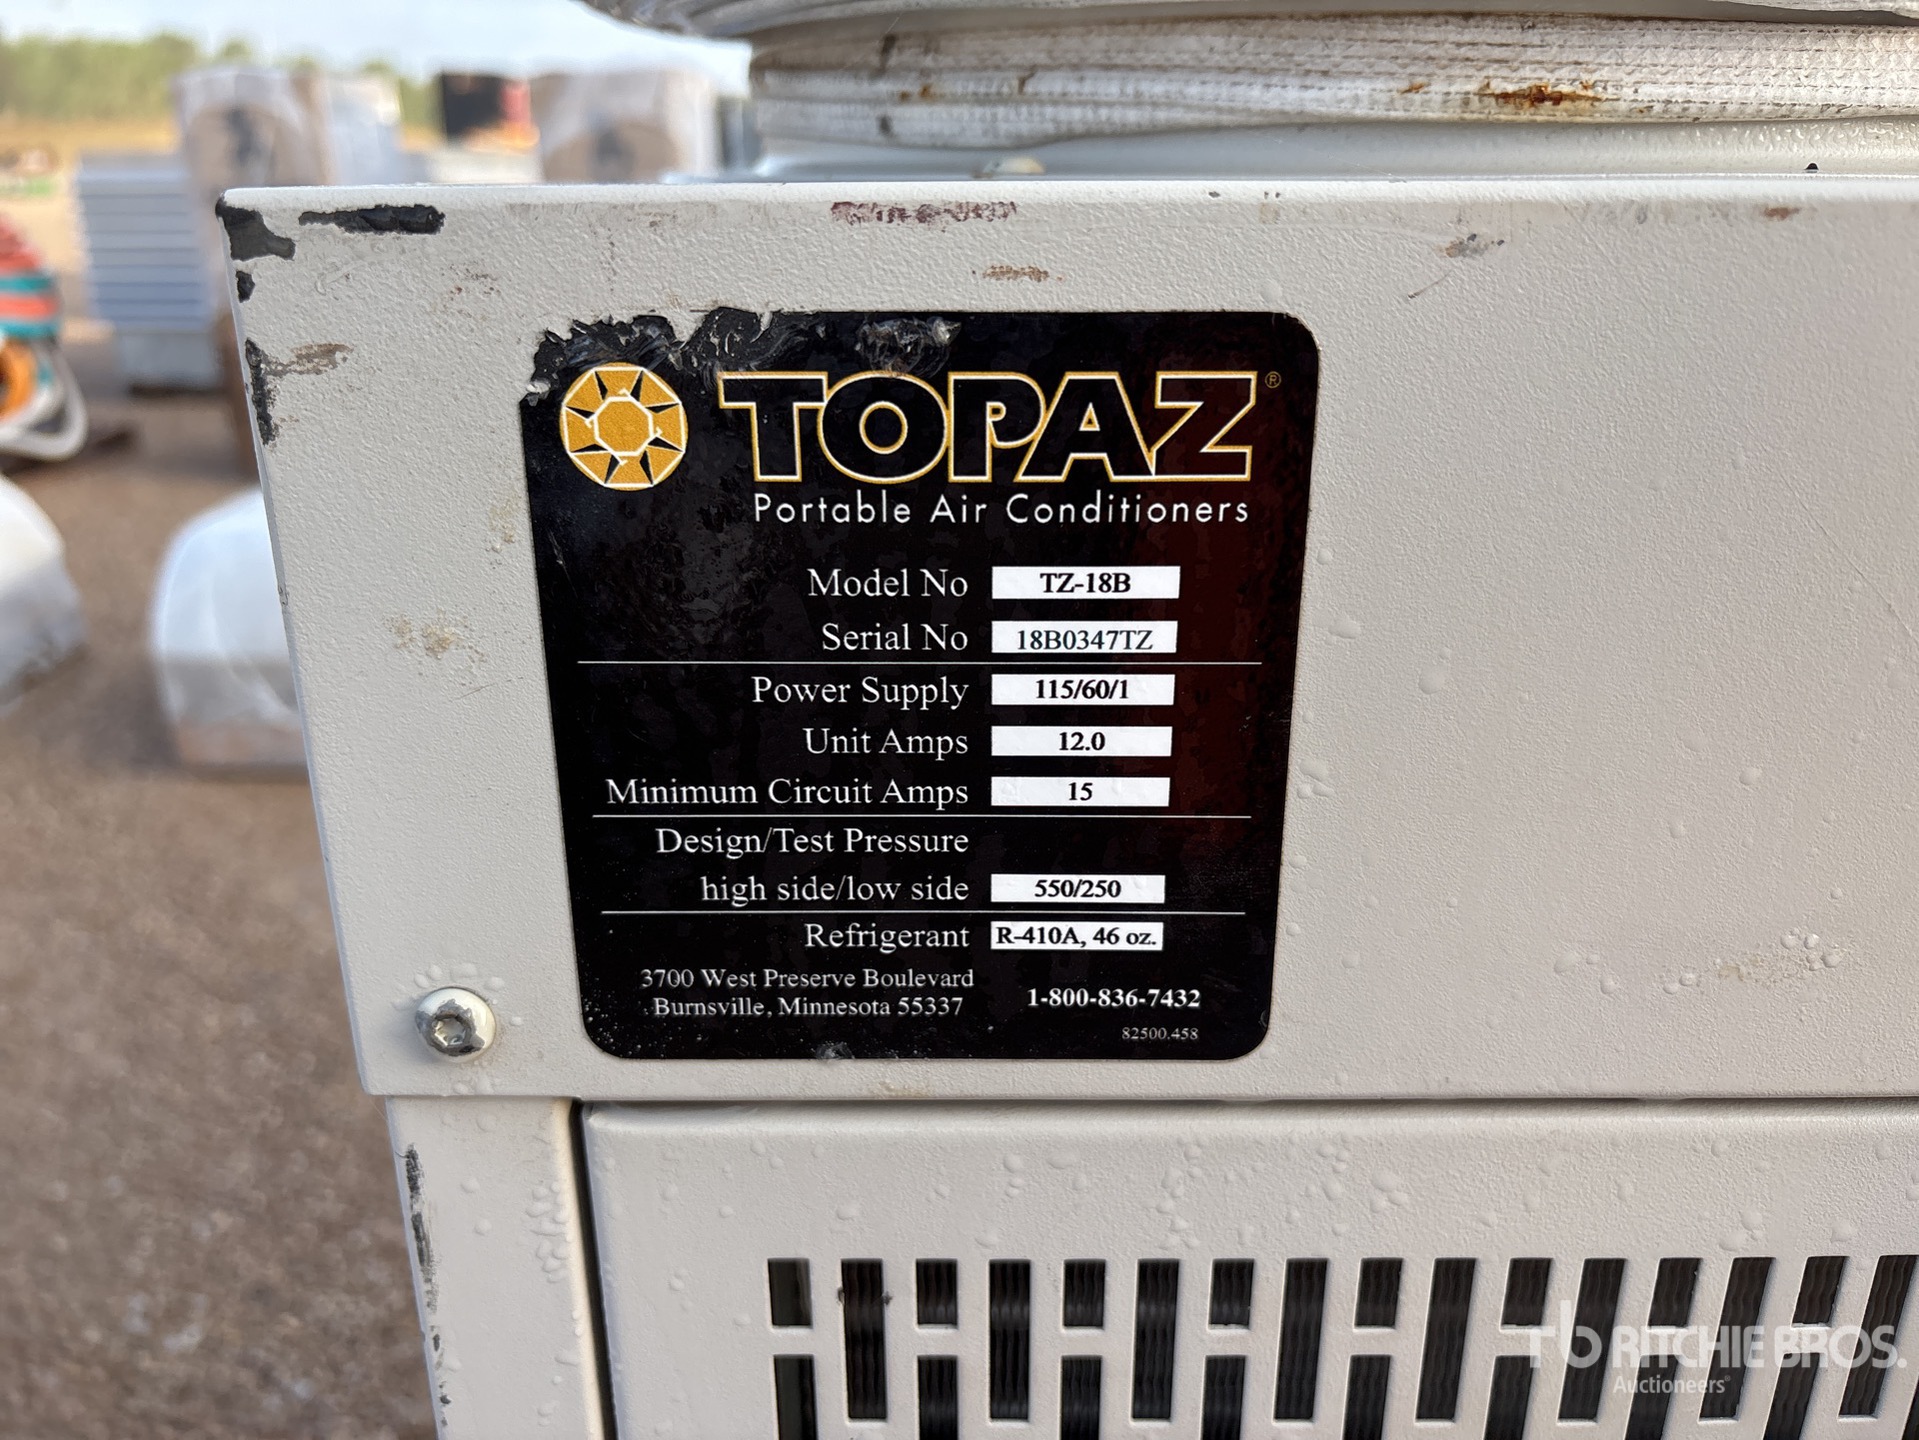 TOPAZ®
Portable Air Conditioners
Model No TZ-18B
Serial No 18B0347TZ
Power Supply 115/60/1
Unit Amps 12.0
Minimum Circuit Amps 15
Design/Test Pressure
high side/low side 550/250
Refrigerant R-410A, 46 oz.
3700 West Preserve Boulevard
Burnsville, Minnesota 55337
1-800-836-7432
82500.458
rb RITCHIE BROS.
Auctioneers®